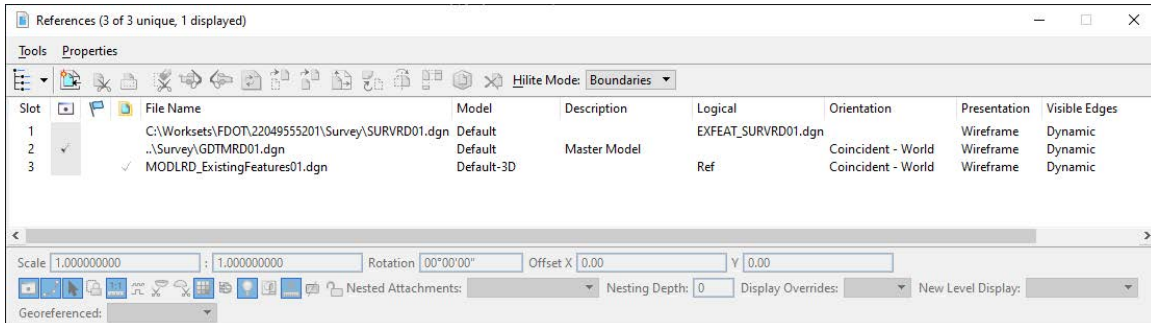 References (3 of 3 unique, 1 displayed)
Tools Properties
Hilite Mode: Boundaries
Slot File Name Model Description Logical Orientation Presentation Visible Edges
1 C:\Worksets\FDOT\22049555201\Survey\SURVRD01.dgn Default EXFEAT_SURVRD01.dgn Wireframe Dynamic
2 ..\Survey\GDTMRD01.dgn Default Master Model Coincident - World Wireframe Dynamic
3 MODLRD_ExistingFeatures01.dgn Default-3D Ref Coincident - World Wireframe Dynamic
Scale 1.000000000 : 1.000000000 Rotation 00°00'00" Offset X 0.00 Y 0.00
1:1 Nested Attachments: Nesting Depth: 0 Display Overrides: New Level Display:
Georeferenced: